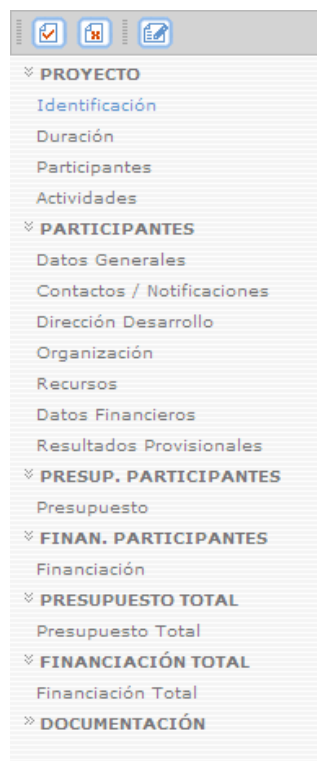 PROYECTO
Identificación
Duración
Participantes
Actividades
PARTICIPANTES
Datos Generales
Contactos / Notificaciones
Dirección Desarrollo
Organización
Recursos
Datos Financieros
Resultados Provisionales
PRESUP. PARTICIPANTES
Presupuesto
FINAN. PARTICIPANTES
Financiación
PRESUPUESTO TOTAL
Presupuesto Total
FINANCIACIÓN TOTAL
Financiación Total
DOCUMENTACIÓN